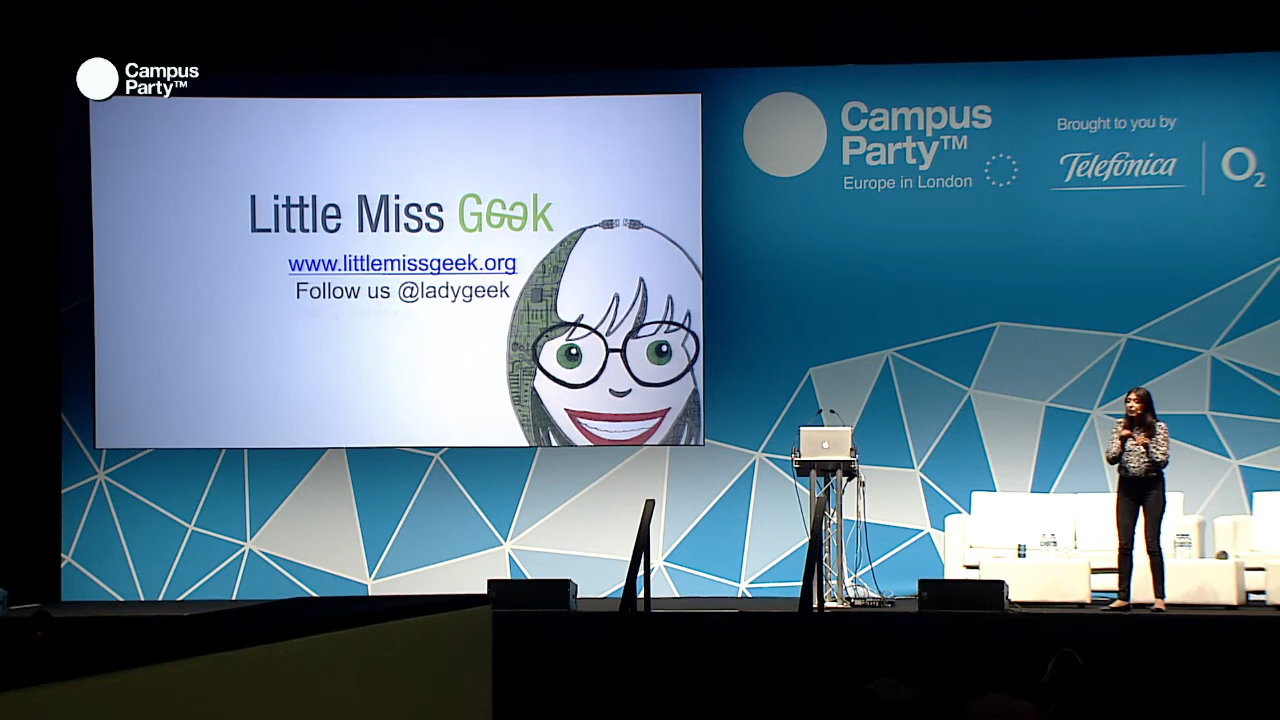 Campus
Party™
Little Miss Geek
www.littlemissgeek.org
Follow us @ladygeek
Campus
Party™
Europe in London
Brought to you by
Telefónica
O2